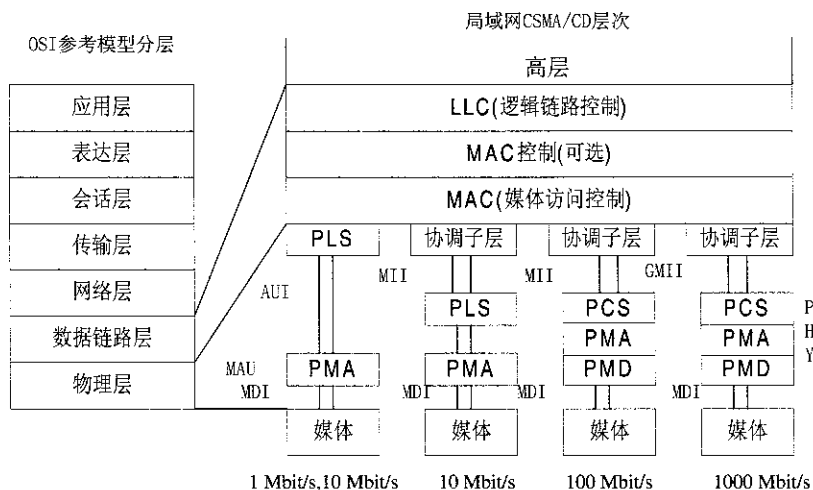 局域网CSMA/CD层次
OSI参考模型分层
高层
应用层
LLC(逻辑链路控制)
表达层
MAC控制(可选)
会话层
MAC(媒体访问控制)
传输层
PLS
协调子层
协调子层
协调子层
网络层
AUI
MII
MII
GMII
PLS
PCS
PCS
P
数据链路层
PMA
PMA
H
物理层
MAU
PMA
PMA
PMD
PMD
Y
MDI
MDI
MDI
MDI
媒体
媒体
媒体
媒体
1 Mbit/s,10 Mbit/s
10 Mbit/s
100 Mbit/s
1000 Mbit/s